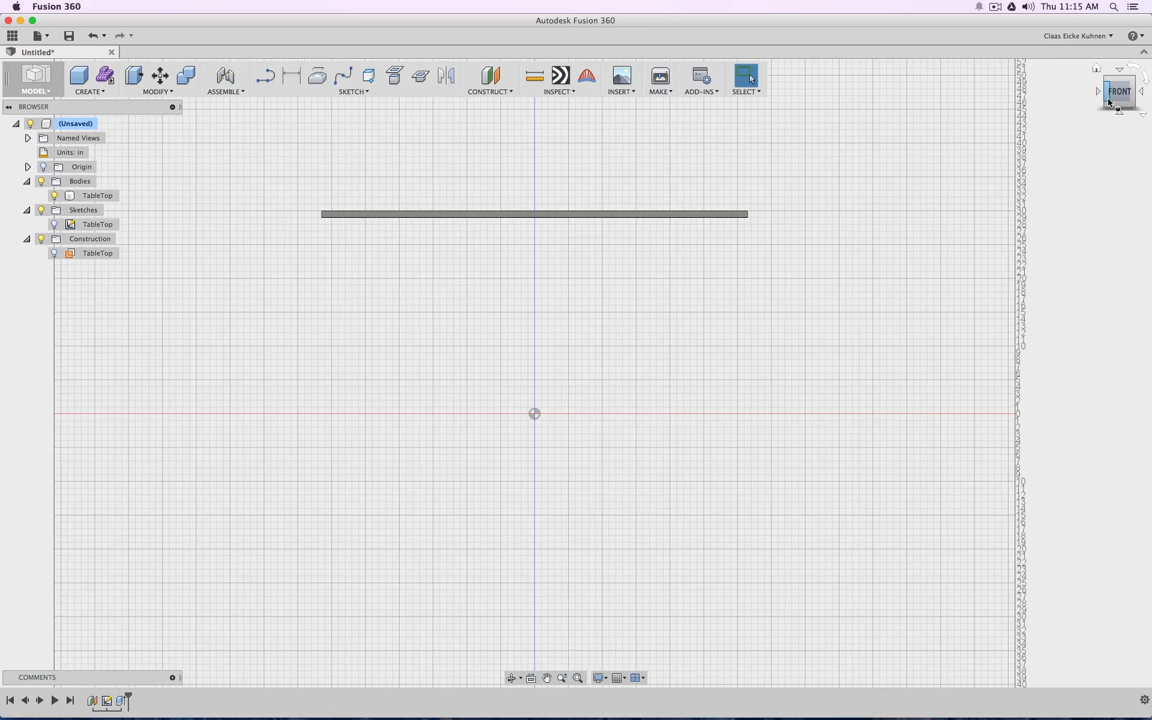 Fusion 360
Thu 11:15 AM
Autodesk Fusion 360
Claas Eicke Kuhnen
Untitled*
MODEL
CREATE
MODIFY
ASSEMBLE
SKETCH
CONSTRUCT
INSPECT
INSERT
MAKE
ADD-INS
SELECT
BROWSER
(Unsaved)
Named Views
Units: in
Origin
Bodies
TableTop
Sketches
TableTop
Construction
TableTop
FRONT
COMMENTS